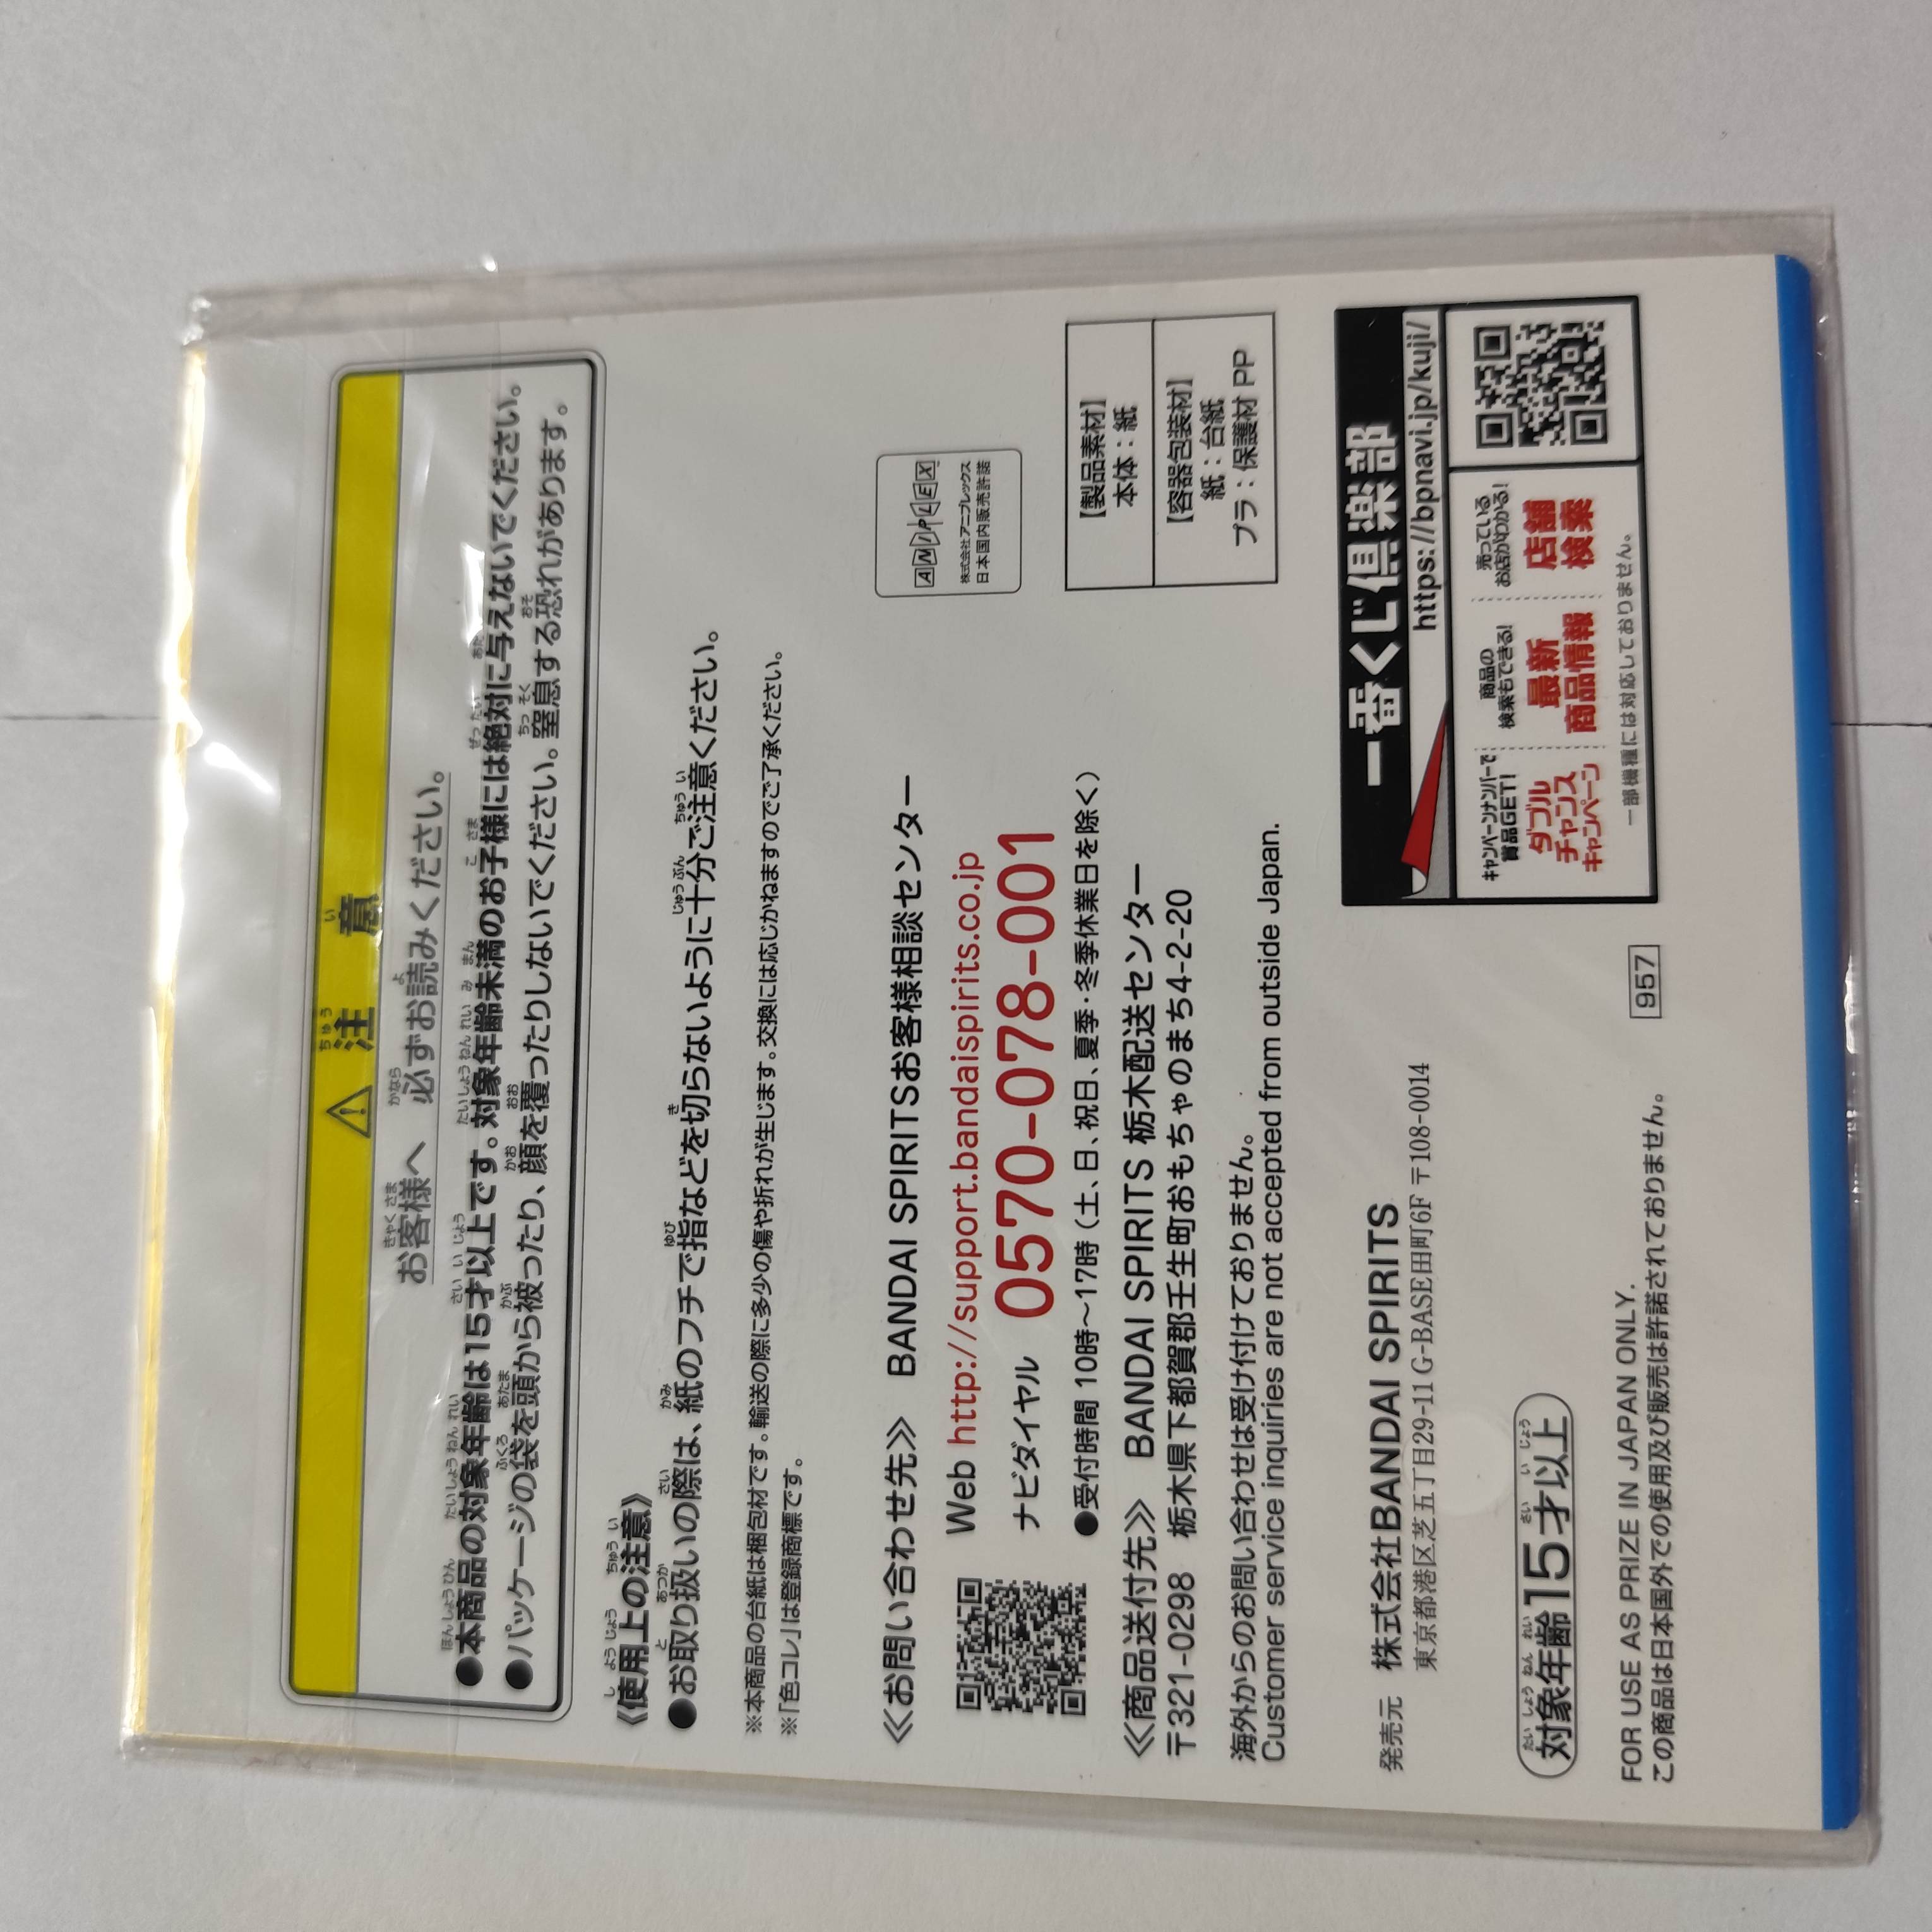 注意
お客様へ 必ずお読みください。
●本商品の対象年齢は15才以上です。対象年齢未満のお子様には絶対に与えないでください。
●パッケージの袋を頭から被ったり、顔を覆ったりしないでください。窒息する恐れがあります。
《使用上の注意》
●お取り扱いの際は、紙のフチで指などを切らないように十分ご注意ください。
※本商品の台紙は梱包材です。輸送の際に多少の傷や折れが生じます。交換には応じかねますのでご了承ください。
※「色コレ」は登録商標です。
ANIPLEX
株式会社アニプレックス
日本国内販売許諾
≪お問い合わせ先≫ BANDAI SPIRITSお客様相談センター
Web http://support.bandaispirits.co.jp
ナビダイヤル 0570-078-001
●受付時間 10時〜17時(土、日、祝日、夏季・冬季休業日を除く)
≪商品送付先≫ BANDAI SPIRITS 栃木配送センター
〒321-0298 栃木県下都賀郡壬生町おもちゃのまち4-2-20
海外からのお問い合わせは受け付けておりません。
Customer service inquiries are not accepted from outside Japan.
【製品素材】
本体：紙
【容器包装材】
紙：台紙
プラ：保護材 PP
発売元 株式会社BANDAI SPIRITS
東京都港区芝五丁目29-11 G-BASE田町6F 〒108-0014
対象年齢15才以上
957
FOR USE AS PRIZE IN JAPAN ONLY.
この商品は日本国外での使用及び販売は許諾されておりません。
一番くじ倶楽部
https://bpnavi.jp/kuji/
キャンペーンナンバーで
賞品GET!
ダブル
チャンス
キャンペーン
商品の
検索もできる!
最新
商品情報
売っている
お店がわかる!
店舗
検索
一部機種には対応しておりません。